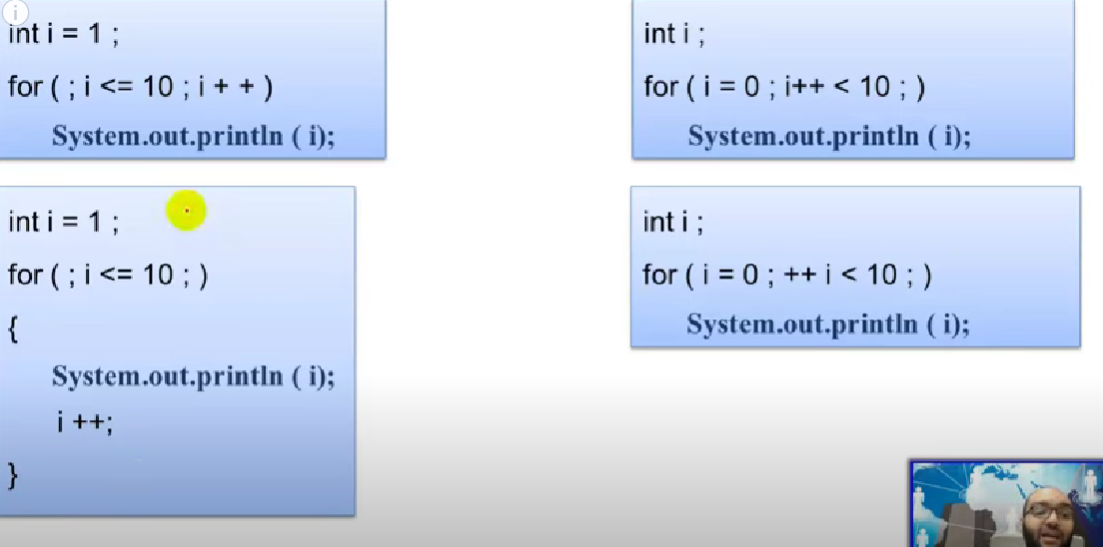 int i = 1 ;
for ( ; i <= 10 ; i + + )
System.out.println ( i);
int i ;
for ( i = 0 ; i++ < 10 ; )
System.out.println ( i);
int i = 1 ;
for ( ; i <= 10 ; )
{
System.out.println ( i);
i ++;
}
int i ;
for ( i = 0 ; ++ i < 10 ; )
System.out.println ( i);